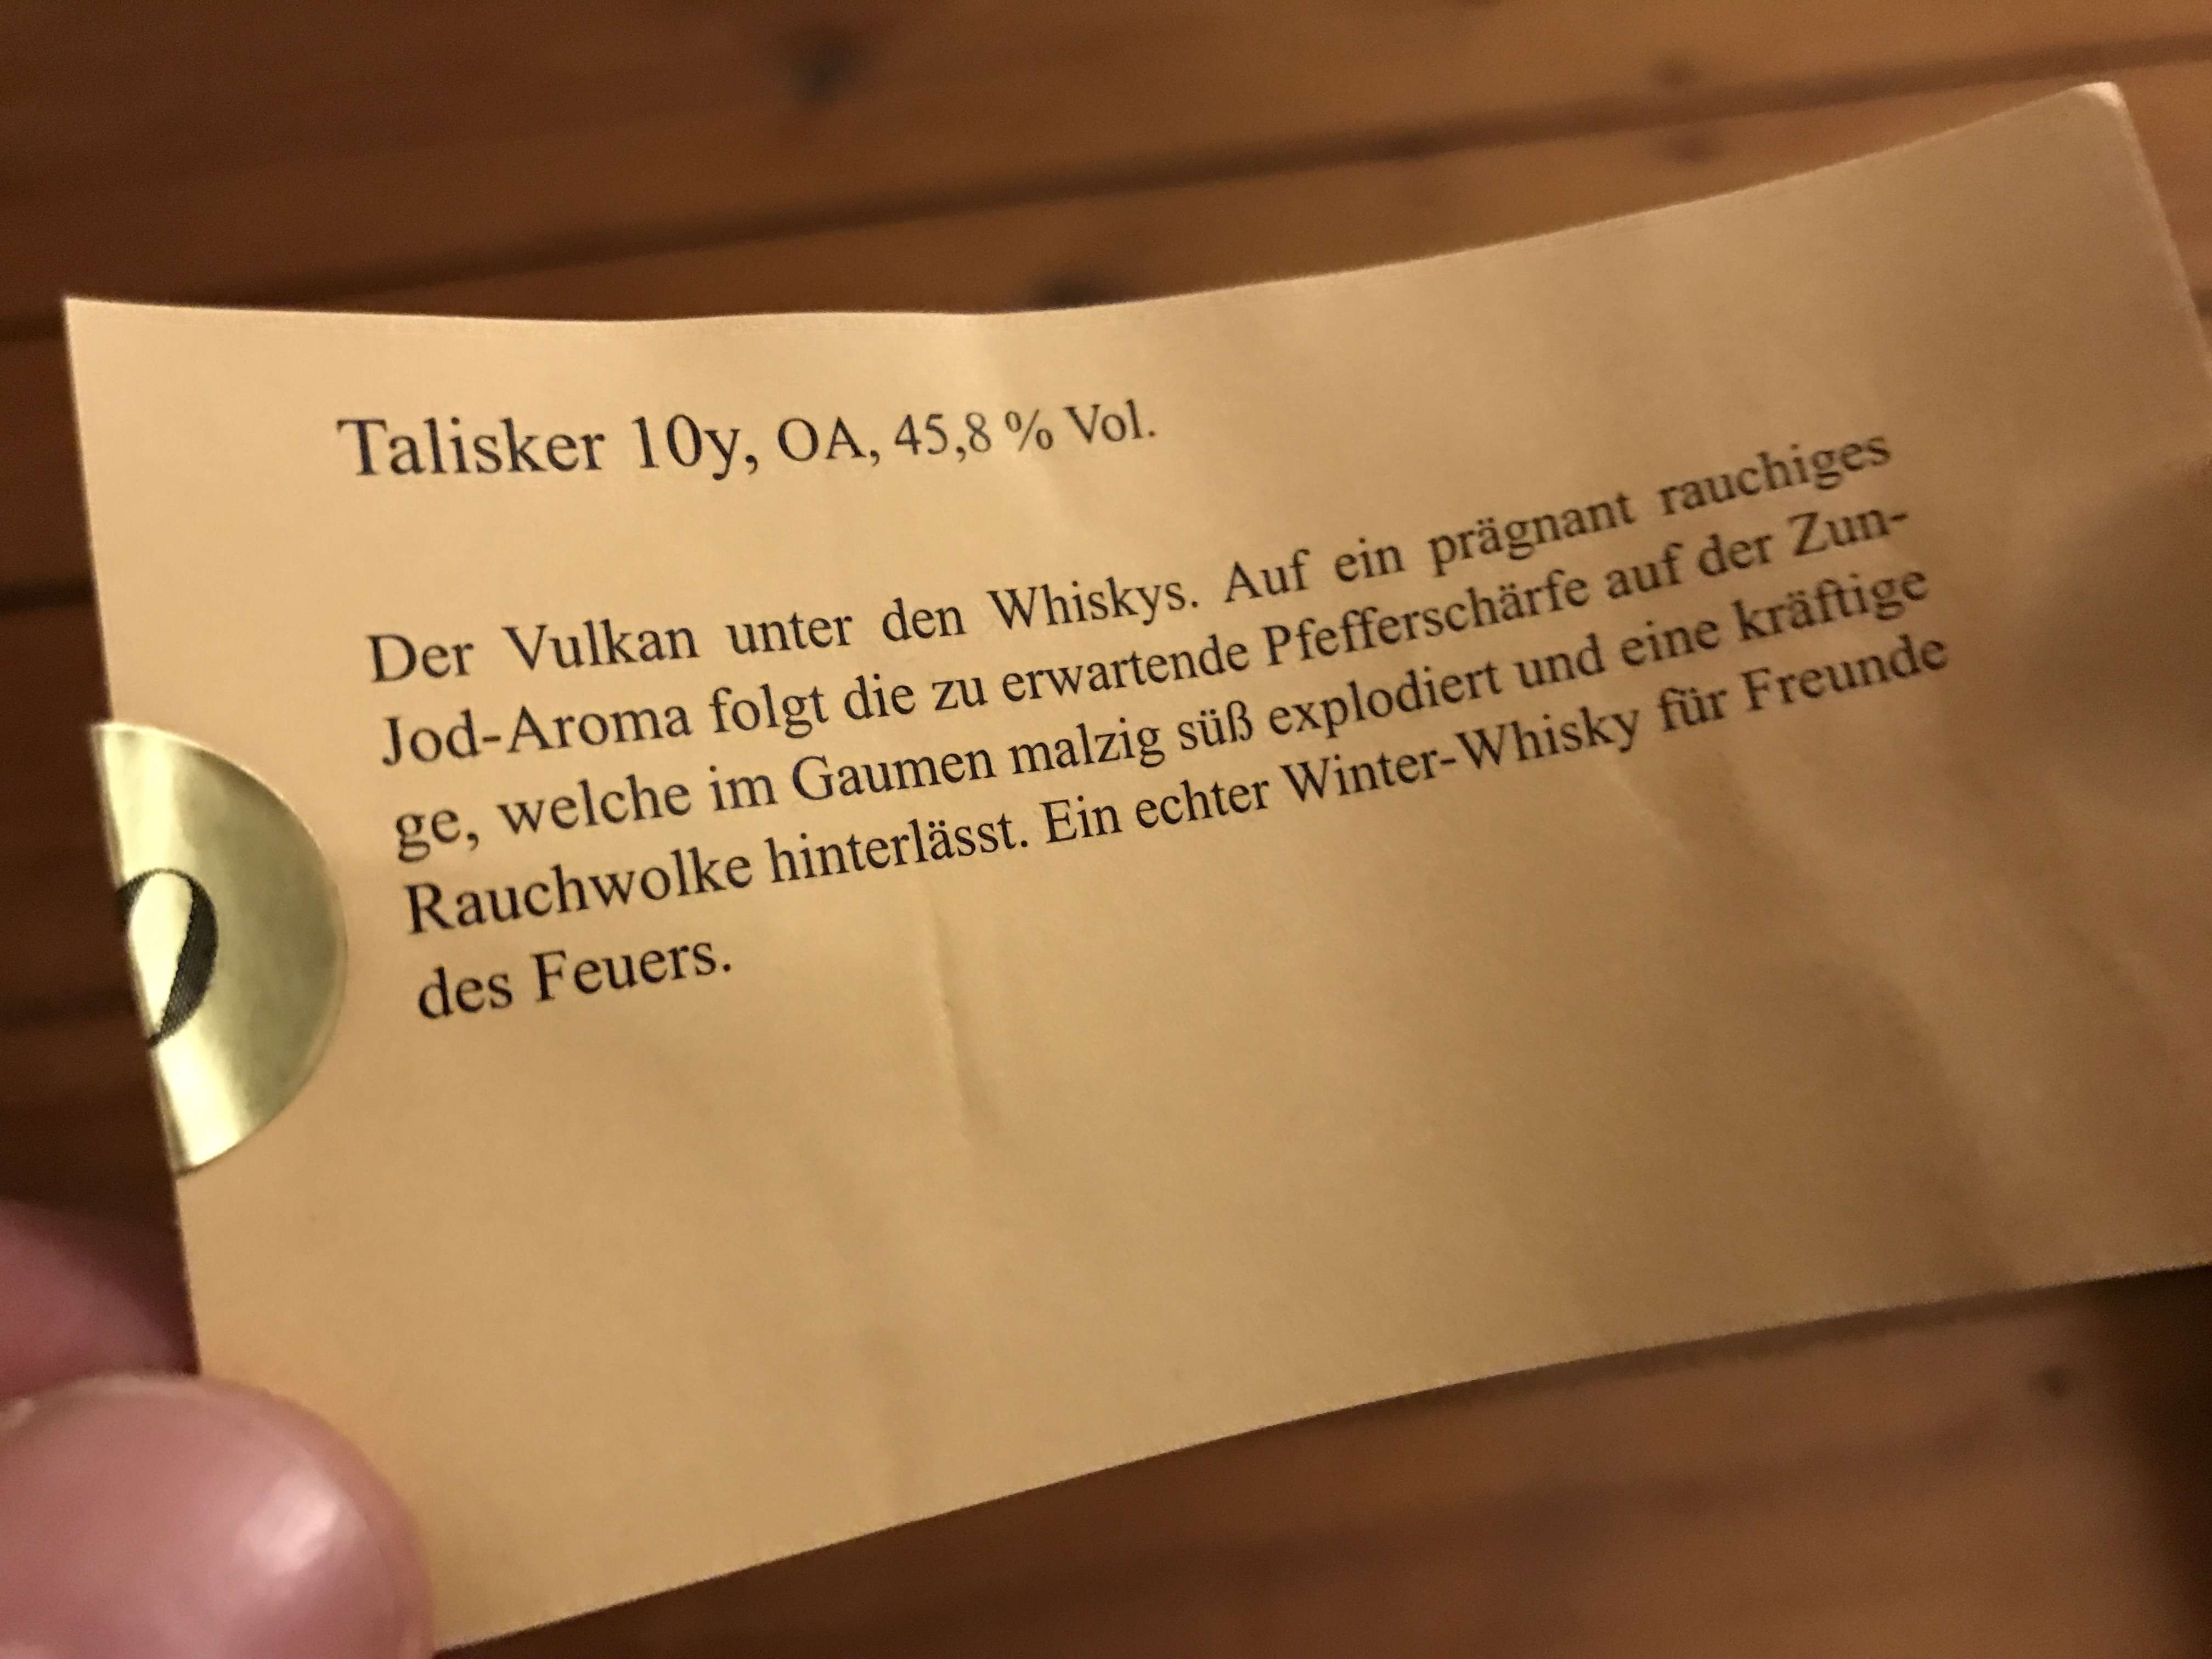 Talisker 10y, OA, 45,8 % Vol.
Der Vulkan unter den Whiskys. Auf ein prägnant rauchiges
Jod-Aroma folgt die zu erwartende Pfefferschärfe auf der Zun-
ge, welche im Gaumen malzig süß explodiert und eine kräftige
Rauchwolke hinterlässt. Ein echter Winter-Whisky für Freunde
des Feuers.